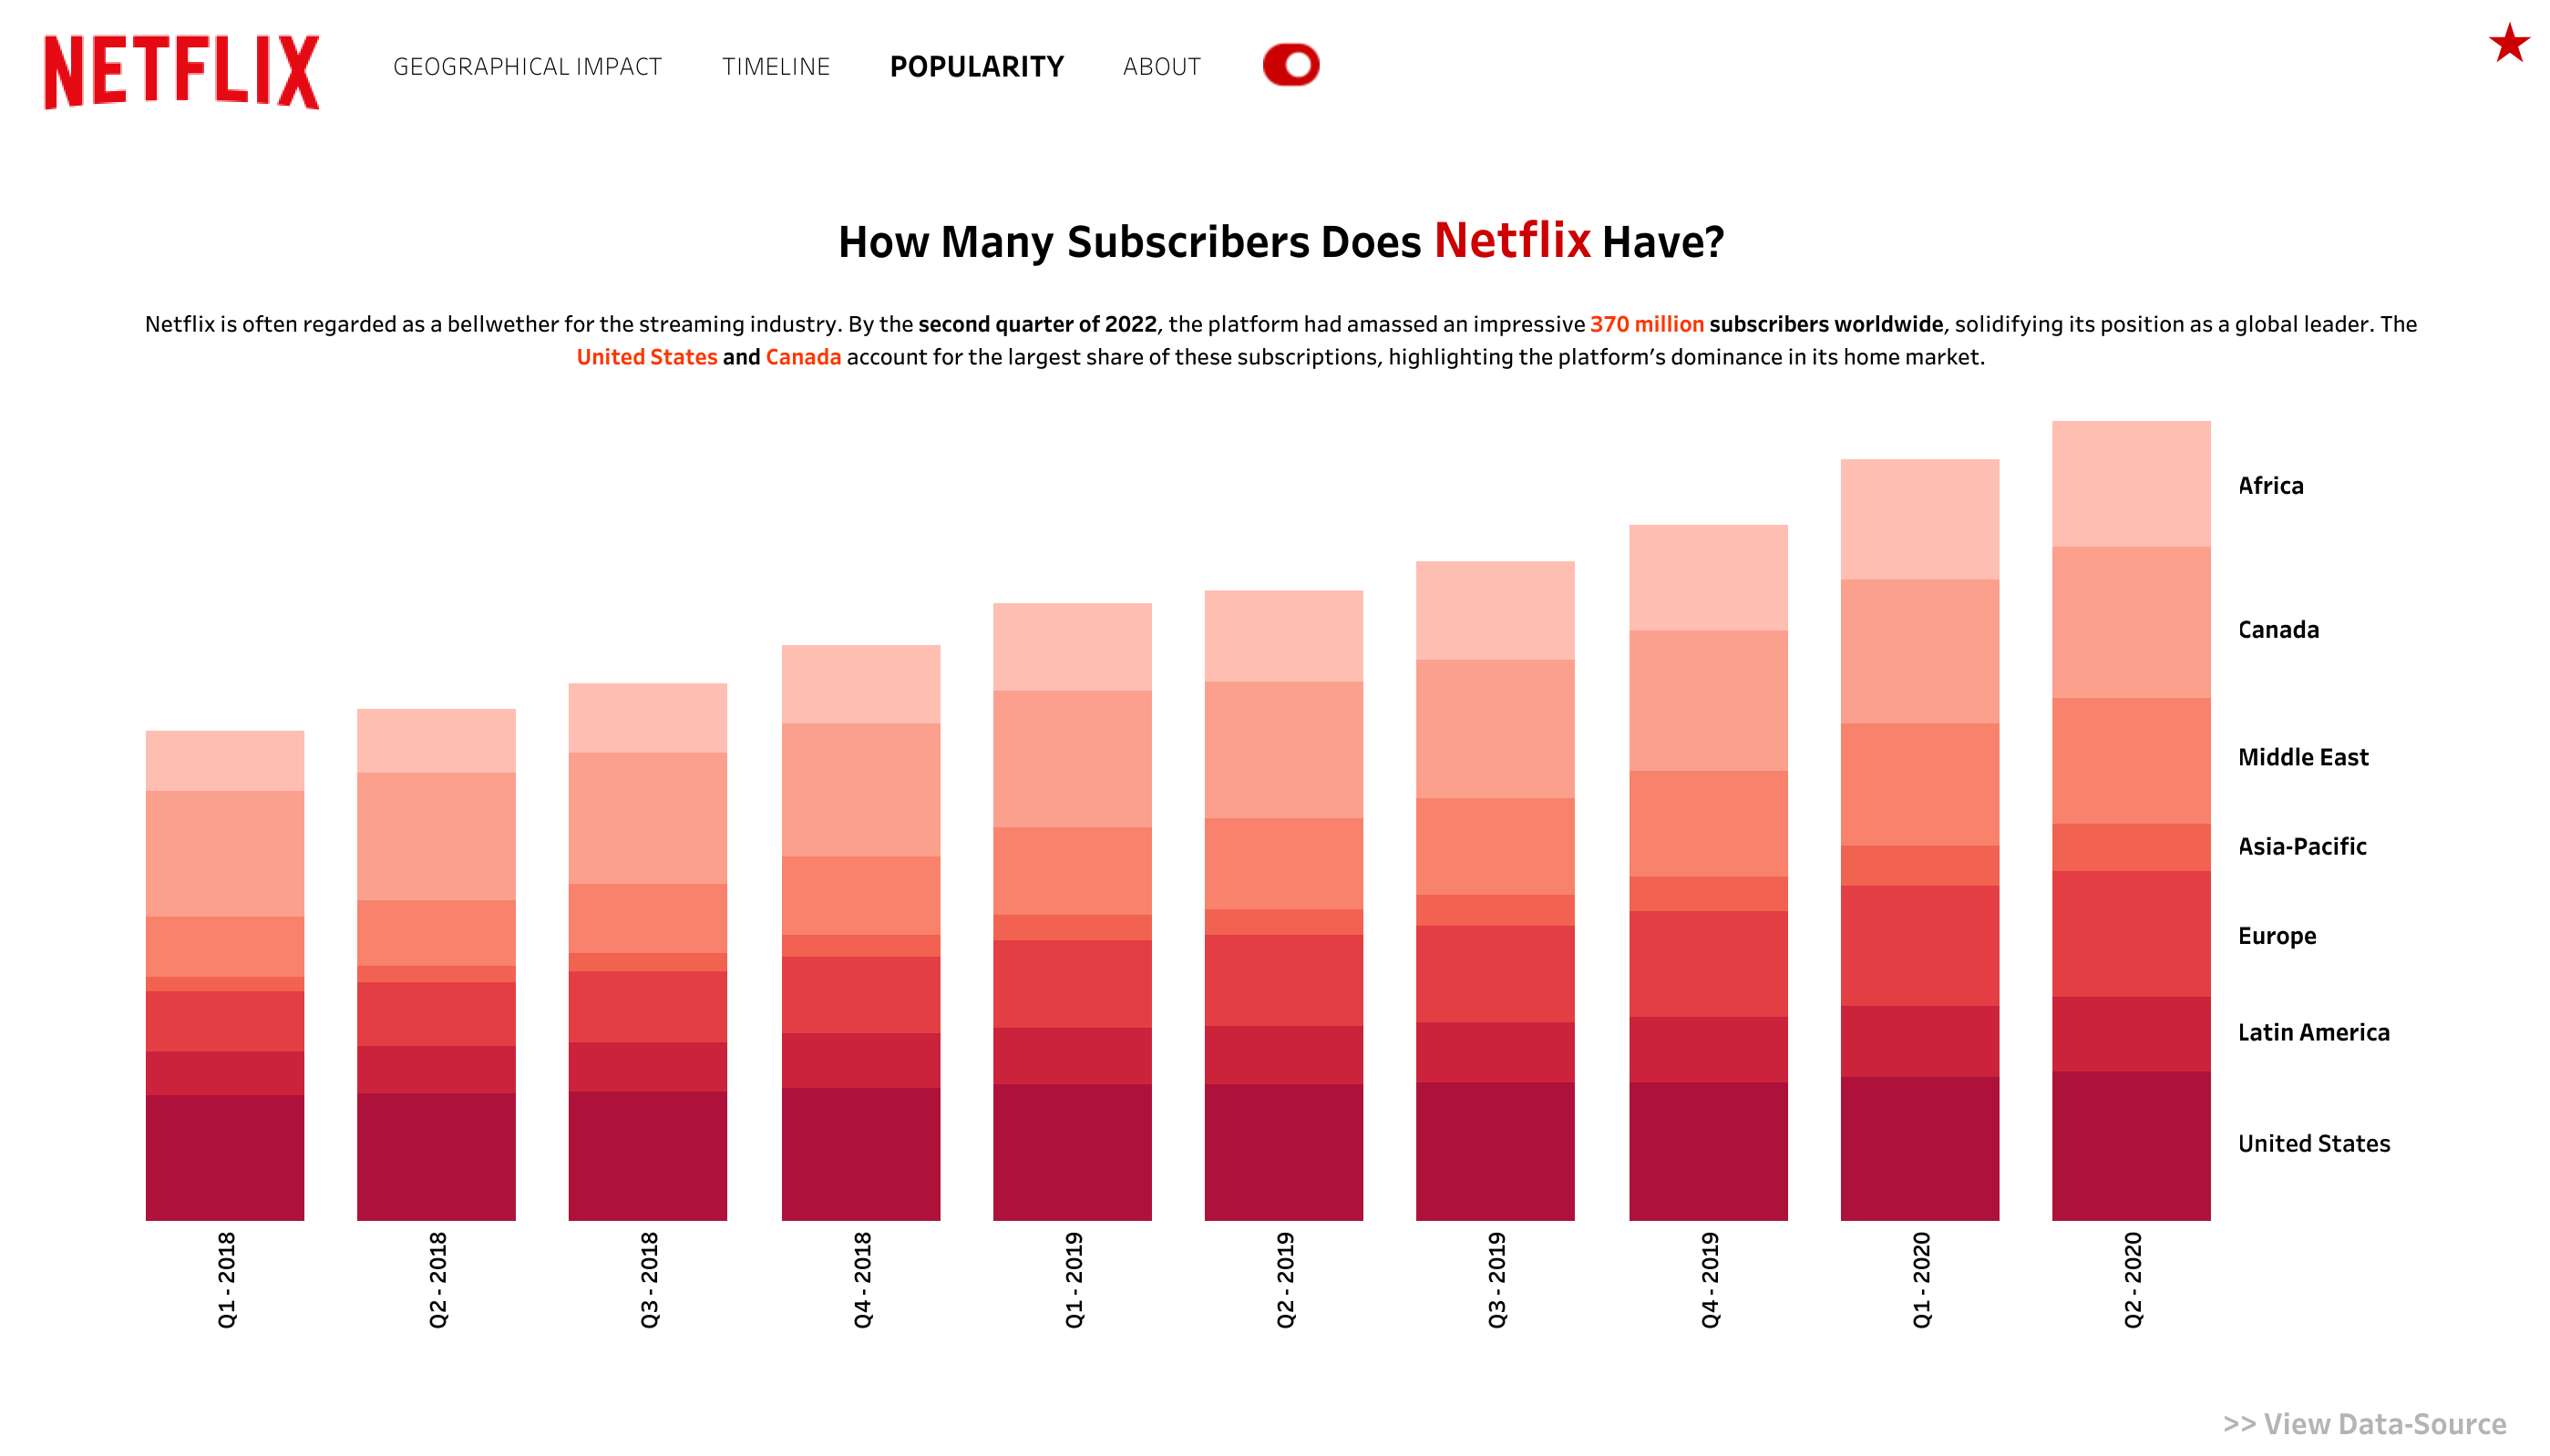 NETFLIX
GEOGRAPHICAL IMPACT TIMELINE POPULARITY ABOUT
How Many Subscribers Does Netflix Have?
Netflix is often regarded as a bellwether for the streaming industry. By the second quarter of 2022, the platform had amassed an impressive 370 million subscribers worldwide, solidifying its position as a global leader. The
United States and Canada account for the largest share of these subscriptions, highlighting the platform's dominance in its home market.
Africa
Canada
Middle East
Asia-Pacific
Europe
Latin America
United States
Q1 - 2018
Q2 - 2018
Q3 - 2018
Q4 - 2018
Q1 - 2019
Q2 - 2019
Q3 - 2019
Q4 - 2019
Q1 - 2020
Q2 - 2020
>> View Data-Source